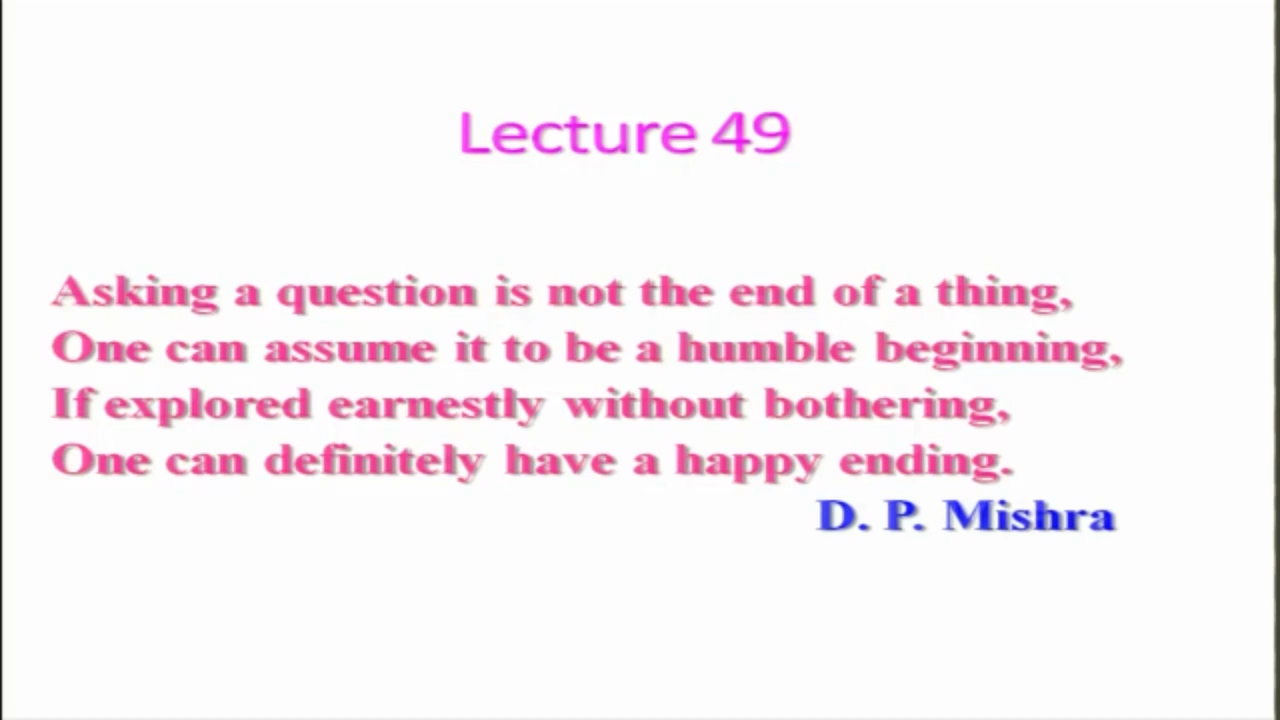 Lecture 49
Asking a question is not the end of a thing,
One can assume it to be a humble beginning,
If explored earnestly without bothering,
One can definitely have a happy ending.
D. P. Mishra